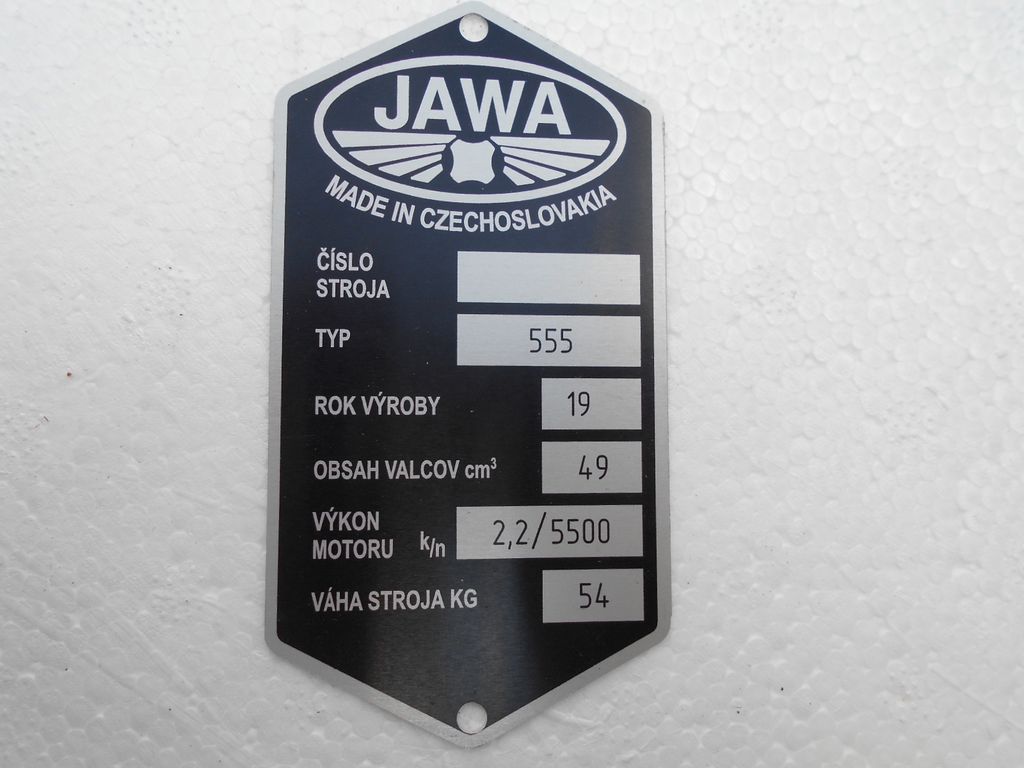 JAWA
MADE IN CZECHOSLOVAKIA
ČÍSLO
STROJA
TYP 555
ROK VÝROBY 19
OBSAH VALCOV cm³ 49
VÝKON
MOTORU k/n 2,2/5500
VÁHA STROJA KG 54